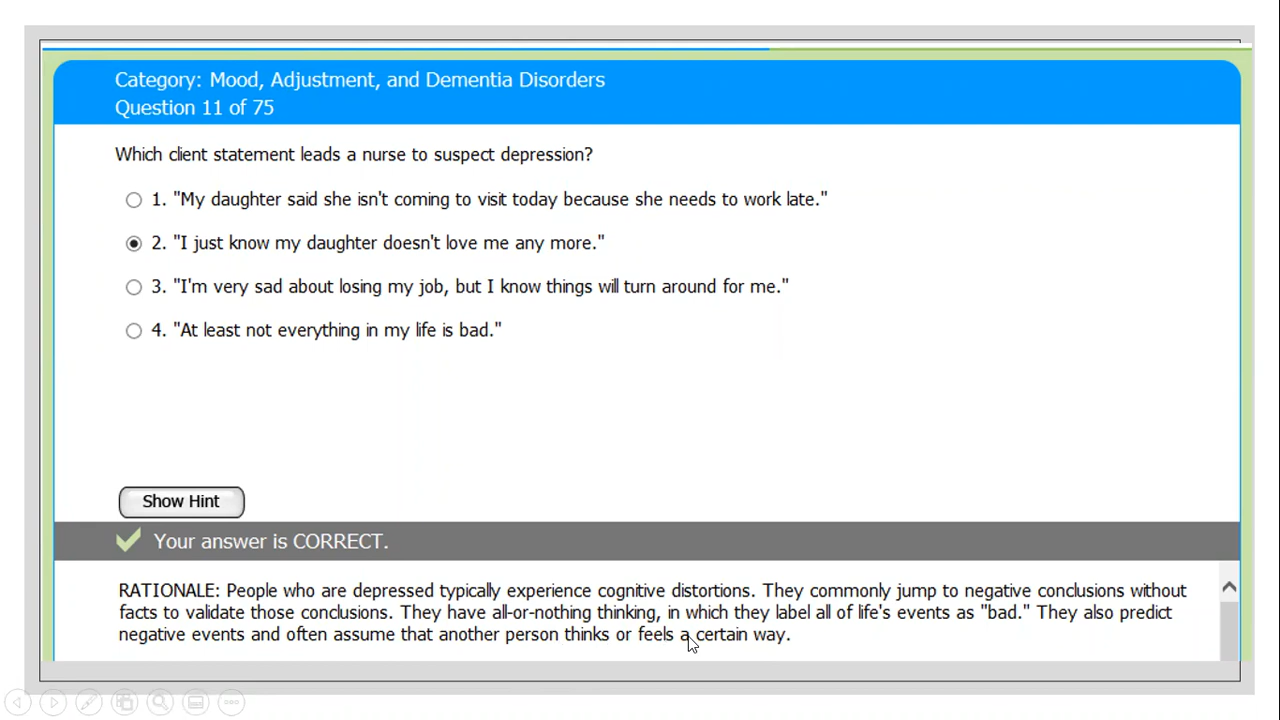 Category: Mood, Adjustment, and Dementia Disorders
Question 11 of 75
Which client statement leads a nurse to suspect depression?
1. "My daughter said she isn't coming to visit today because she needs to work late."
2. "I just know my daughter doesn't love me any more."
3. "I'm very sad about losing my job, but I know things will turn around for me."
4. "At least not everything in my life is bad."
Show Hint
Your answer is CORRECT.
RATIONALE: People who are depressed typically experience cognitive distortions. They commonly jump to negative conclusions without
facts to validate those conclusions. They have all-or-nothing thinking, in which they label all of life's events as "bad." They also predict
negative events and often assume that another person thinks or feels a certain way.